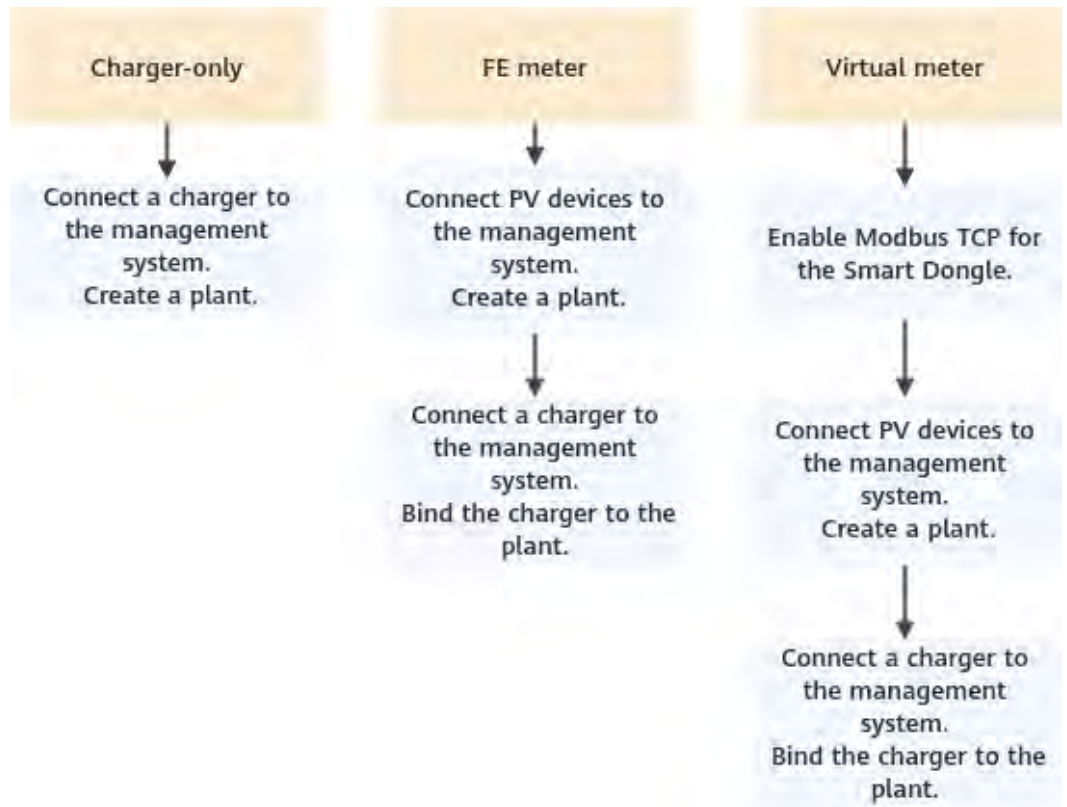 Charger-only
Connect a charger to
the management
system.
Create a plant.
FE meter
Connect PV devices to
the management
system.
Create a plant.
Connect a charger to
the management
system.
Bind the charger to the
plant.
Virtual meter
Enable Modbus TCP for
the Smart Dongle.
Connect PV devices to
the management
system.
Create a plant.
Connect a charger to
the management
system.
Bind the charger to the
plant.